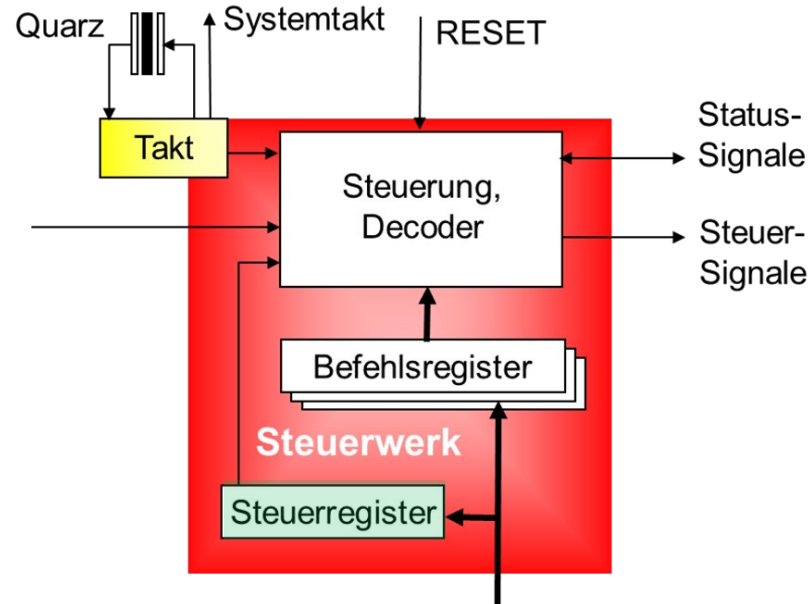 Quarz
Systemtakt
RESET
Takt
Steuerung,
Decoder
Status-
Signale
Steuer-
Signale
Befehlsregister
Steuerwerk
Steuerregister